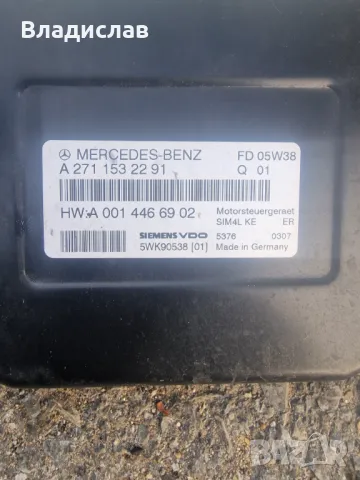 Владислав
MERCEDES-BENZ FD 05W38
A 271 153 22 91 Q 01
HW:A 001 446 69 02 Motorsteuergeraet
SIM4L KE ER
SIEMENS VDO 5376 0307
5WK90538 [01] Made in Germany